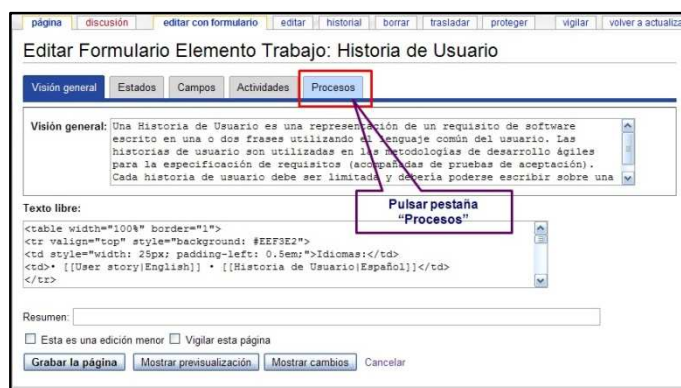 página discusión editar con formulario editar historial borrar trasladar proteger vigilar volver a actualiza
Editar Formulario Elemento Trabajo: Historia de Usuario
Visión general Estados Campos Actividades Procesos
Visión general: Una Historia de Usuario es una representación de un requisito de software
escrito en una o dos frases utilizando el lenguaje común del usuario. Las
historias de usuario son utilizadas en las metodologías de desarrollo ágiles
para la especificación de requisitos (acompañadas de pruebas de aceptación).
Cada historia de usuario debe ser limitada y debería poderse escribir sobre una
Pulsar pestaña
“Procesos”
Texto libre:
<table width="100%" border="1">
<tr valign="top" style="background: #EEF3E2">
<td style="width: 25px; padding-left: 0.5em;">Idiomas:</td>
<td>• [[User story|English]] • [[Historia de Usuario|Español]]</td>
</tr>
Resumen:
Esta es una edición menor Vigilar esta página
Grabar la página Mostrar previsualización Mostrar cambios Cancelar